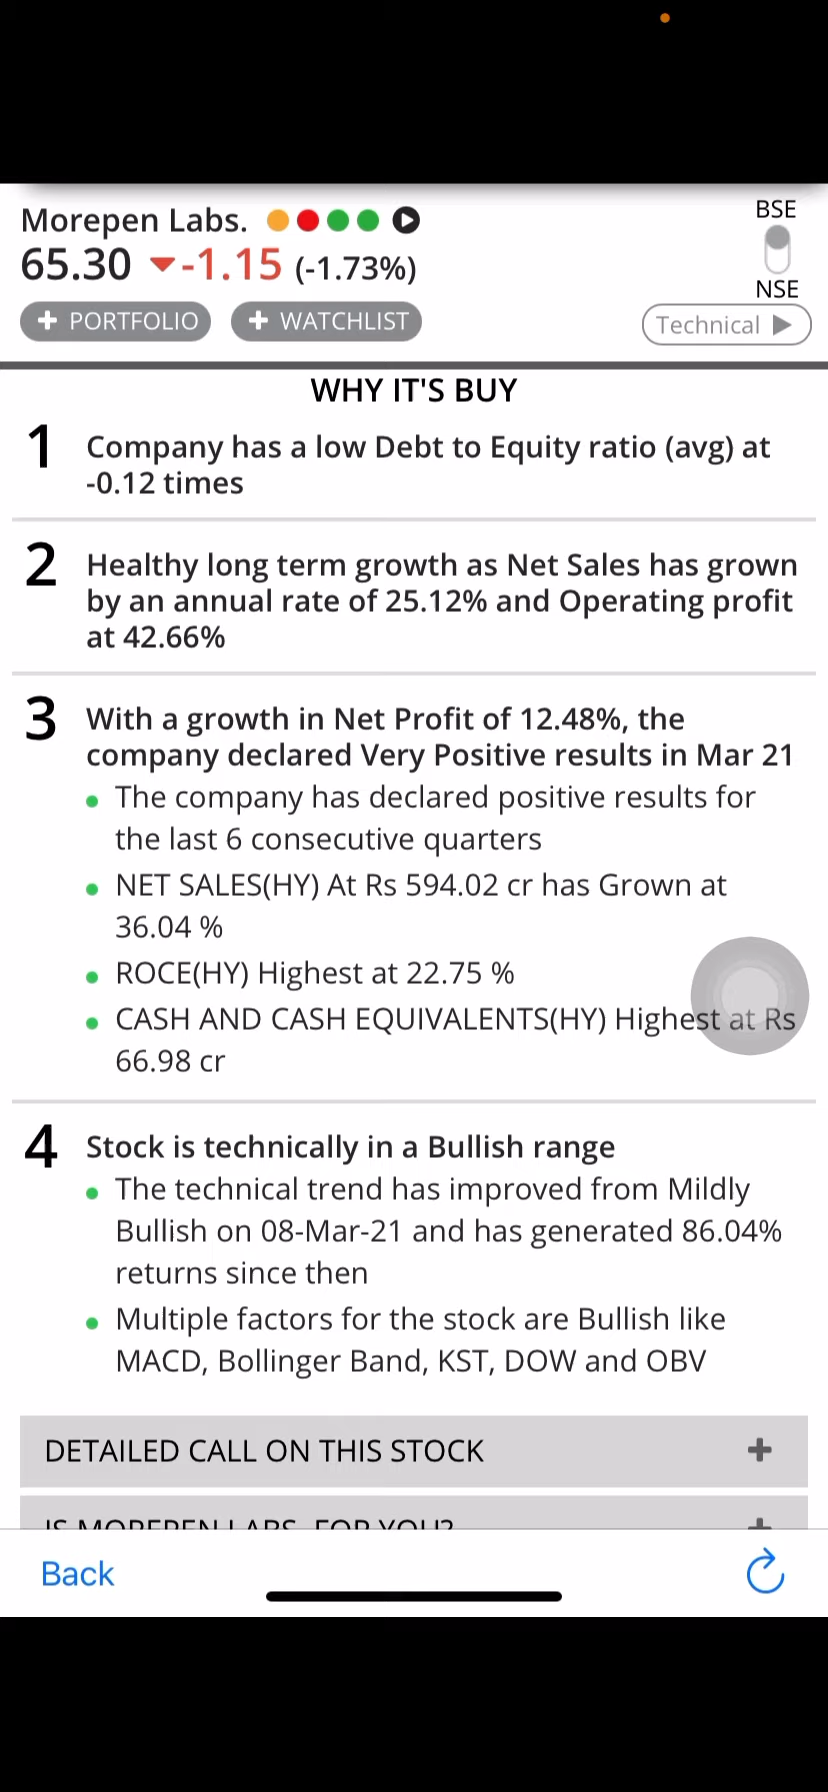 Morepen Labs.
BSE
65.30 -1.15 (-1.73%)
NSE
+ PORTFOLIO + WATCHLIST
Technical
WHY IT'S BUY
1 Company has a low Debt to Equity ratio (avg) at
-0.12 times
2 Healthy long term growth as Net Sales has grown
by an annual rate of 25.12% and Operating profit
at 42.66%
3 With a growth in Net Profit of 12.48%, the
company declared Very Positive results in Mar 21
The company has declared positive results for
the last 6 consecutive quarters
NET SALES(HY) At Rs 594.02 cr has Grown at
36.04 %
ROCE(HY) Highest at 22.75 %
CASH AND CASH EQUIVALENTS(HY) Highest at Rs
66.98 cr
4 Stock is technically in a Bullish range
The technical trend has improved from Mildly
Bullish on 08-Mar-21 and has generated 86.04%
returns since then
Multiple factors for the stock are Bullish like
MACD, Bollinger Band, KST, DOW and OBV
DETAILED CALL ON THIS STOCK +
IS MOREPEN LABS. FOR YOU? +
Back